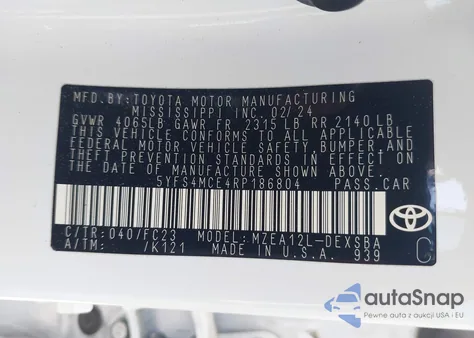 MFD.BY:TOYOTA MOTOR MANUFACTURING
MISSISSIPPI INC. 02/24
GVWR 4065LB GAWR FR 2315 LB RR 2140 LB
THIS VEHICLE CONFORMS TO ALL APPLICABLE
FEDERAL MOTOR VEHICLE SAFETY, BUMPER, AND
THEFT PREVENTION STANDARDS IN EFFECT ON
THE DATE OF MANUFACTURE SHOWN ABOVE.
5YFS4MCE4RP186804 PASS.CAR
C/TR:040/FC23 MODEL:MZEA12L-DEXSBA
A/TM: /K121 MADE IN U.S.A. 939
C
autoSnap
Pewne auta z aukcji USA i EU